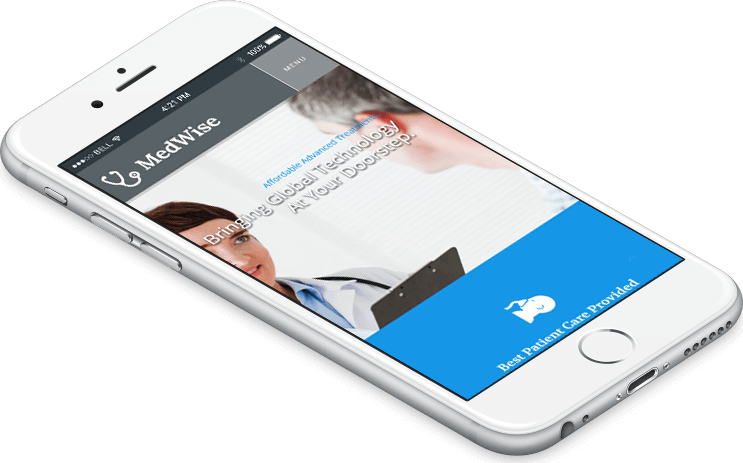 ●●●○○ BELL 4:21 PM 100%
MedWise
MENU
Affordable Advanced Treatment
Bringing Global Technology
At Your Doorstep.
Best Patient Care Provided